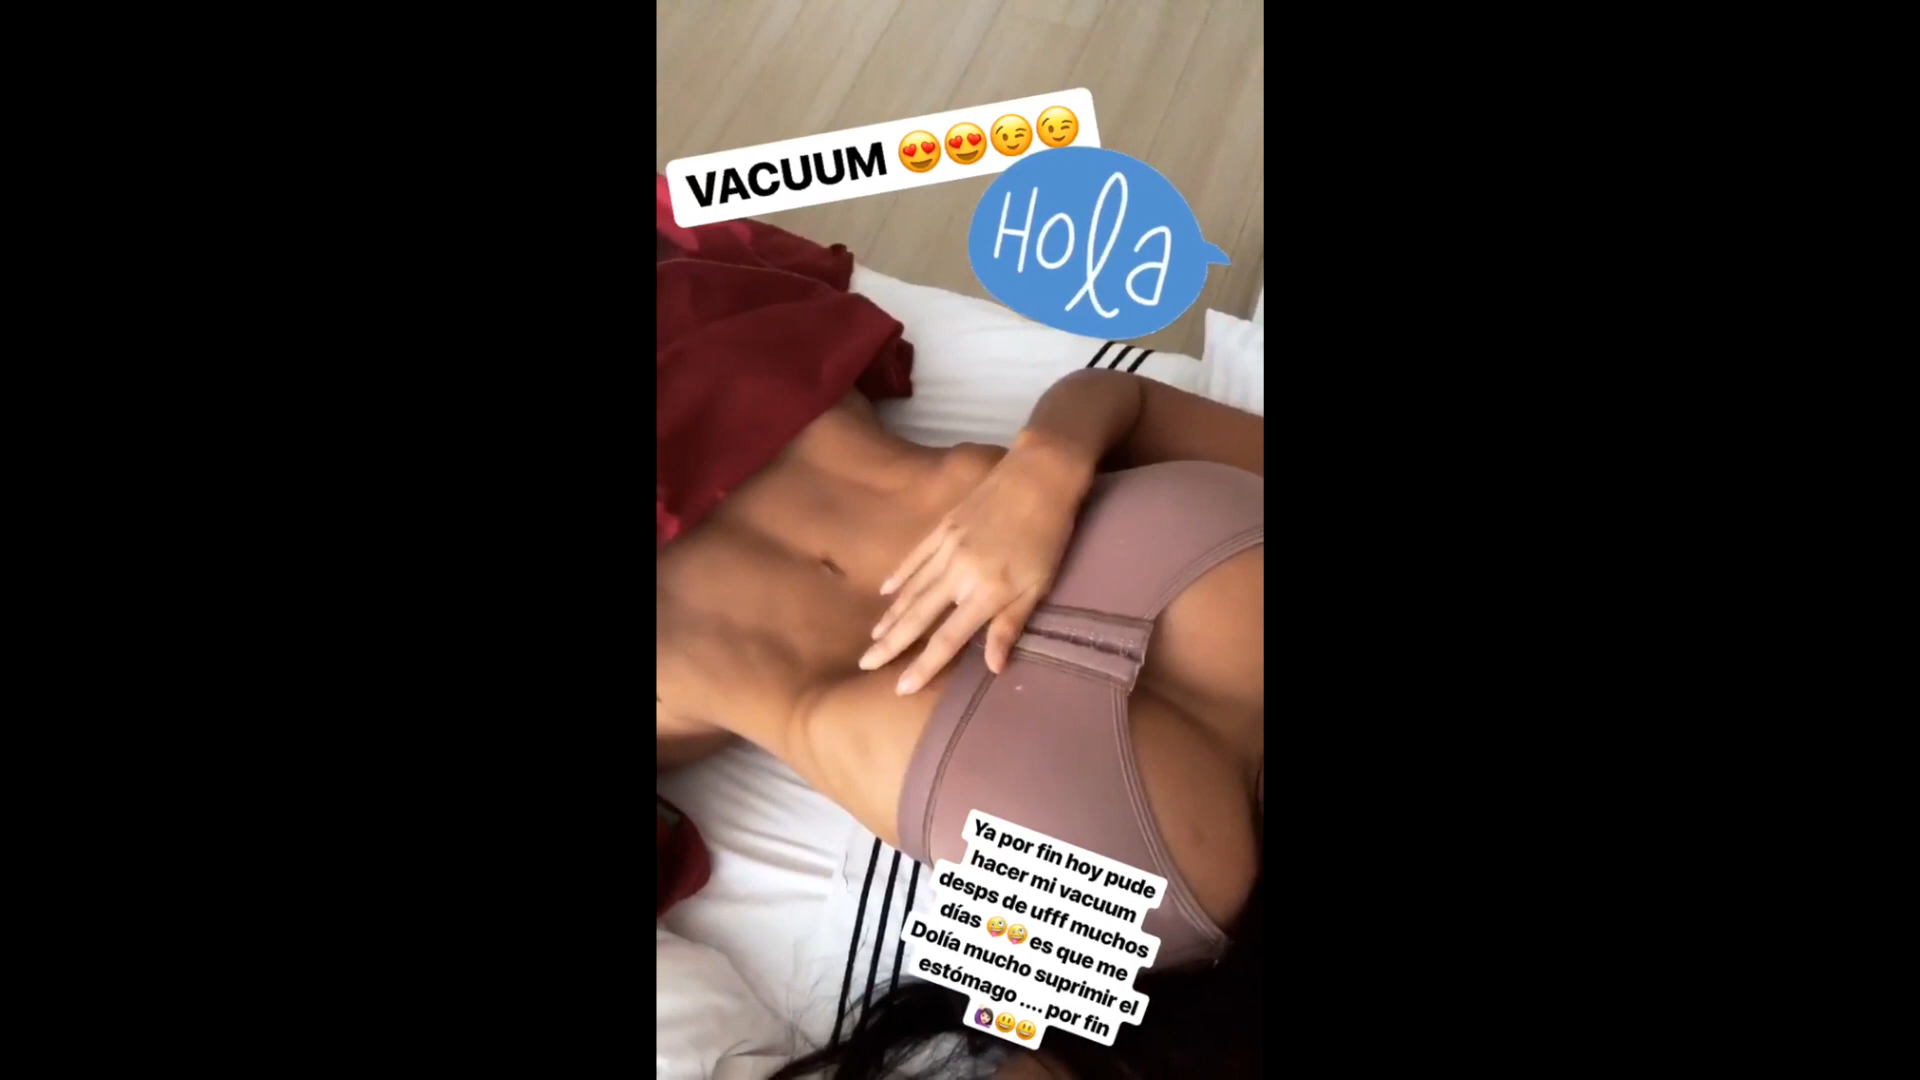 VACUUM 😍😍😉😉
Hola
Ya por fin hoy pude
hacer mi vacuum
desps de ufff muchos
días 🤪🤪 es que me
Dolía mucho suprimir el
estómago .... por fin
🙋🏻‍♀️😃😃